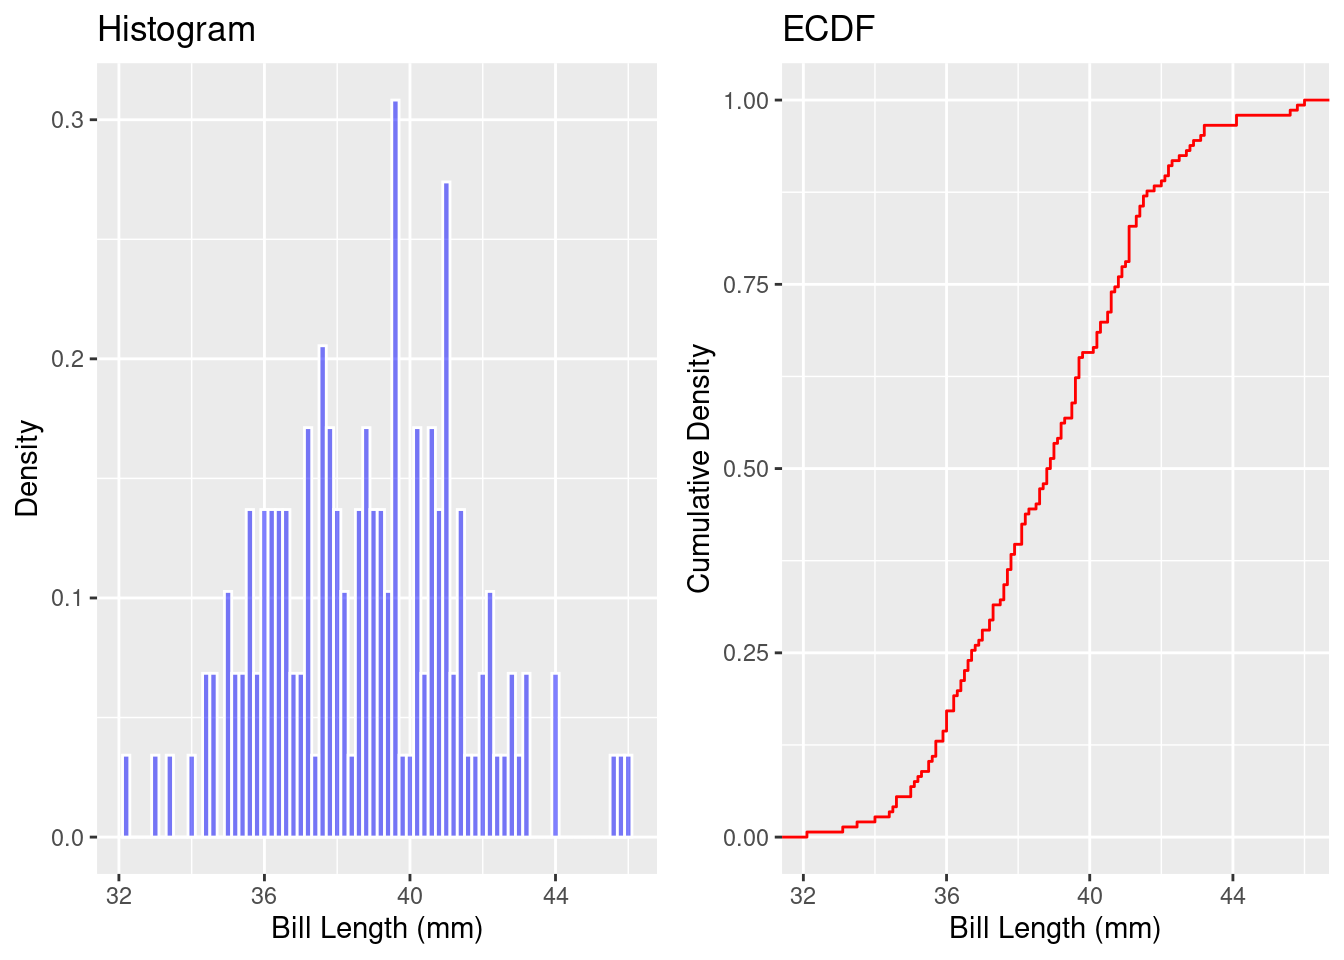 Histogram
Density
0.3
0.2
0.1
0.0
32 36 40 44
Bill Length (mm)
ECDF
Cumulative Density
1.00
0.75
0.50
0.25
0.00
32 36 40 44
Bill Length (mm)